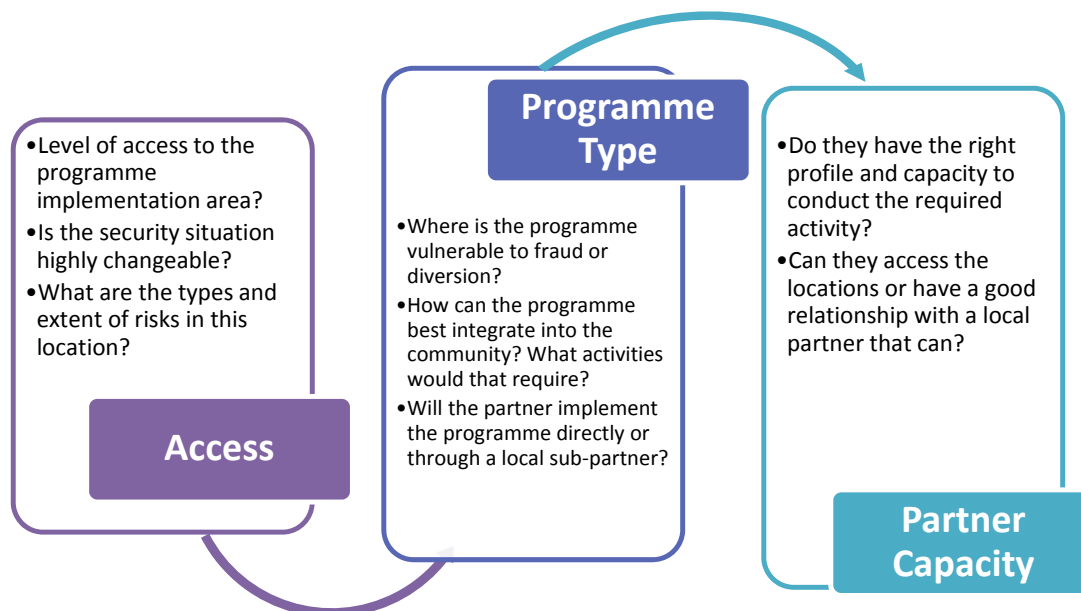 •Level of access to the
programme
implementation area?
•Is the security situation
highly changeable?
•What are the types and
extent of risks in this
location?
Access
Programme
Type
•Where is the programme
vulnerable to fraud or
diversion?
•How can the programme
best integrate into the
community? What activities
would that require?
•Will the partner implement
the programme directly or
through a local sub-partner?
•Do they have the right
profile and capacity to
conduct the required
activity?
•Can they access the
locations or have a good
relationship with a local
partner that can?
Partner
Capacity